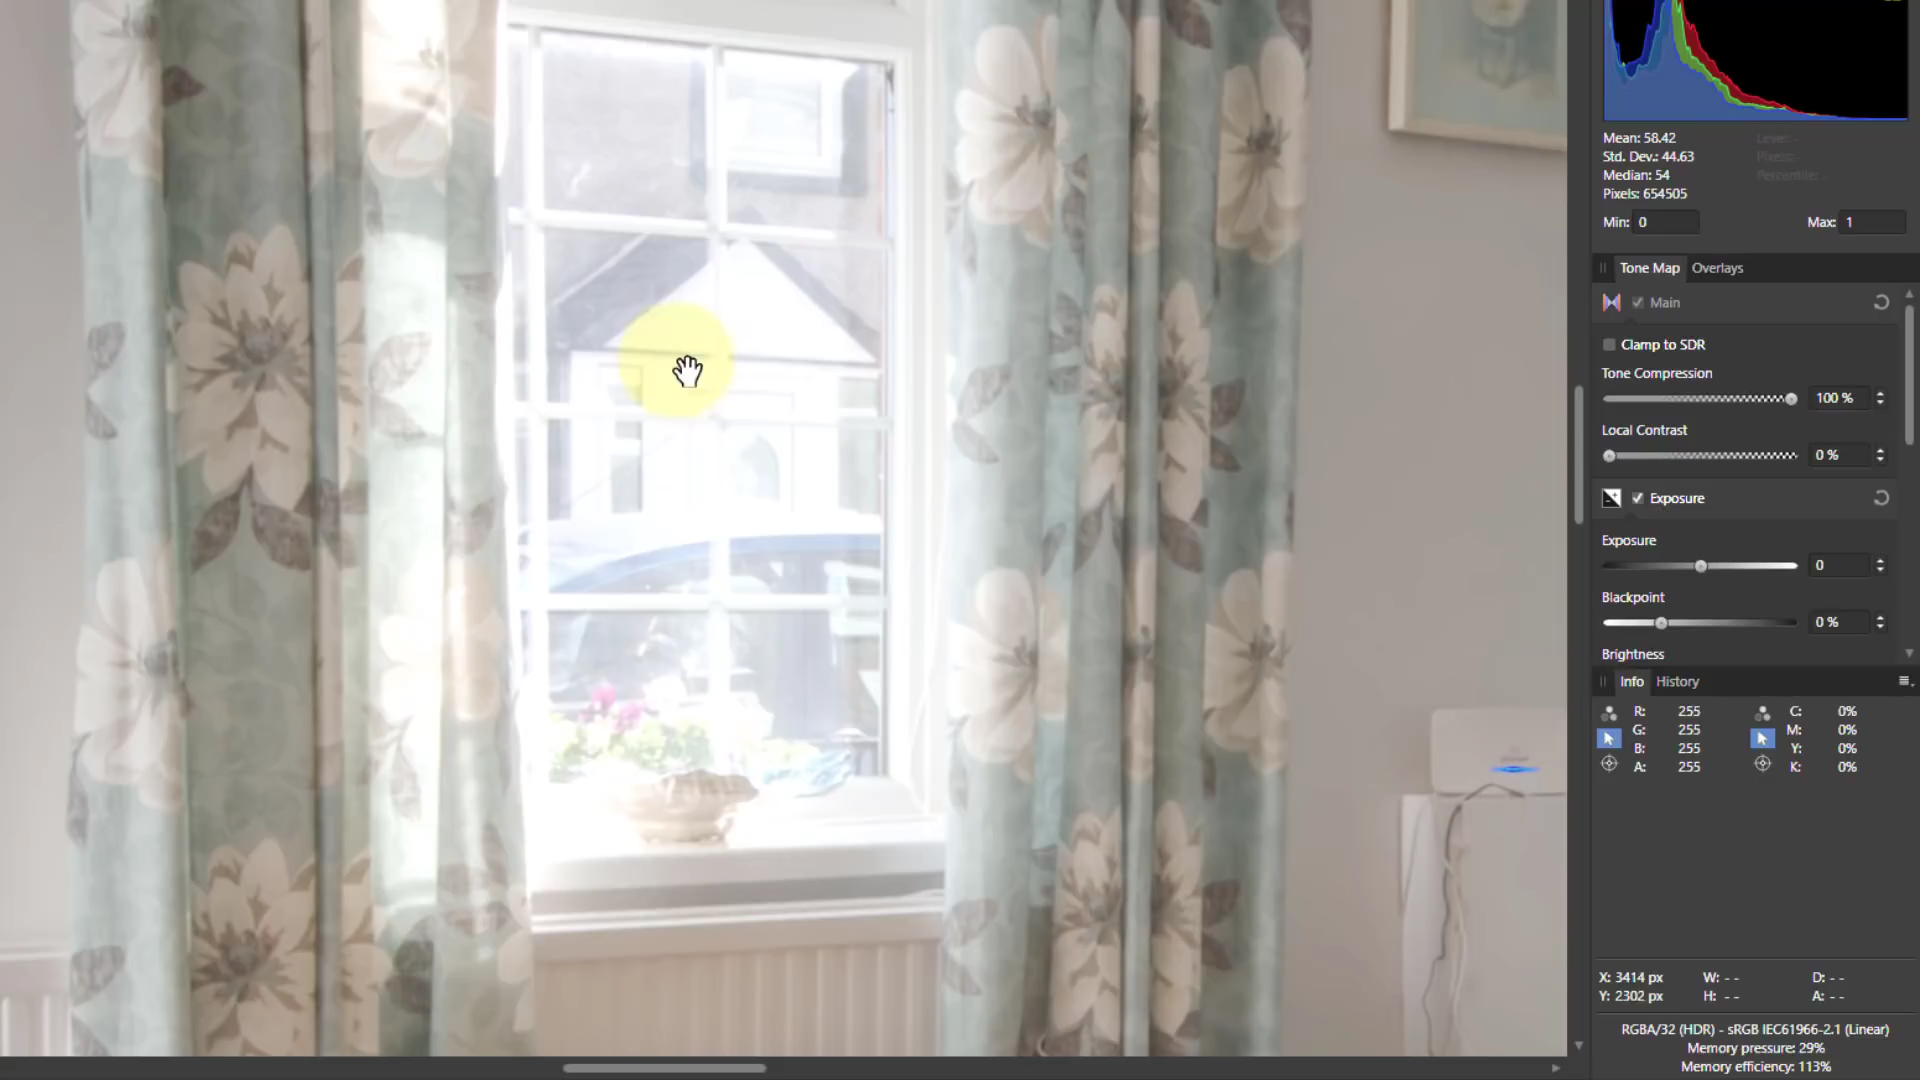 Mean: 58.42
Level: -
Std. Dev.: 44.63
Pixels: -
Median: 54
Percentile: -
Pixels: 654505
Min: 0
Max: 1
Tone Map
Overlays
Main
Clamp to SDR
Tone Compression
100 %
Local Contrast
0 %
Exposure
Exposure
0
Blackpoint
0 %
Brightness
Info
History
R: 255
C: 0%
G: 255
M: 0%
B: 255
Y: 0%
A: 255
K: 0%
X: 3414 px
W: - -
D: - -
Y: 2302 px
H: - -
A: - -
RGBA/32 (HDR) - sRGB IEC61966-2.1 (Linear)
Memory pressure: 29%
Memory efficiency: 113%